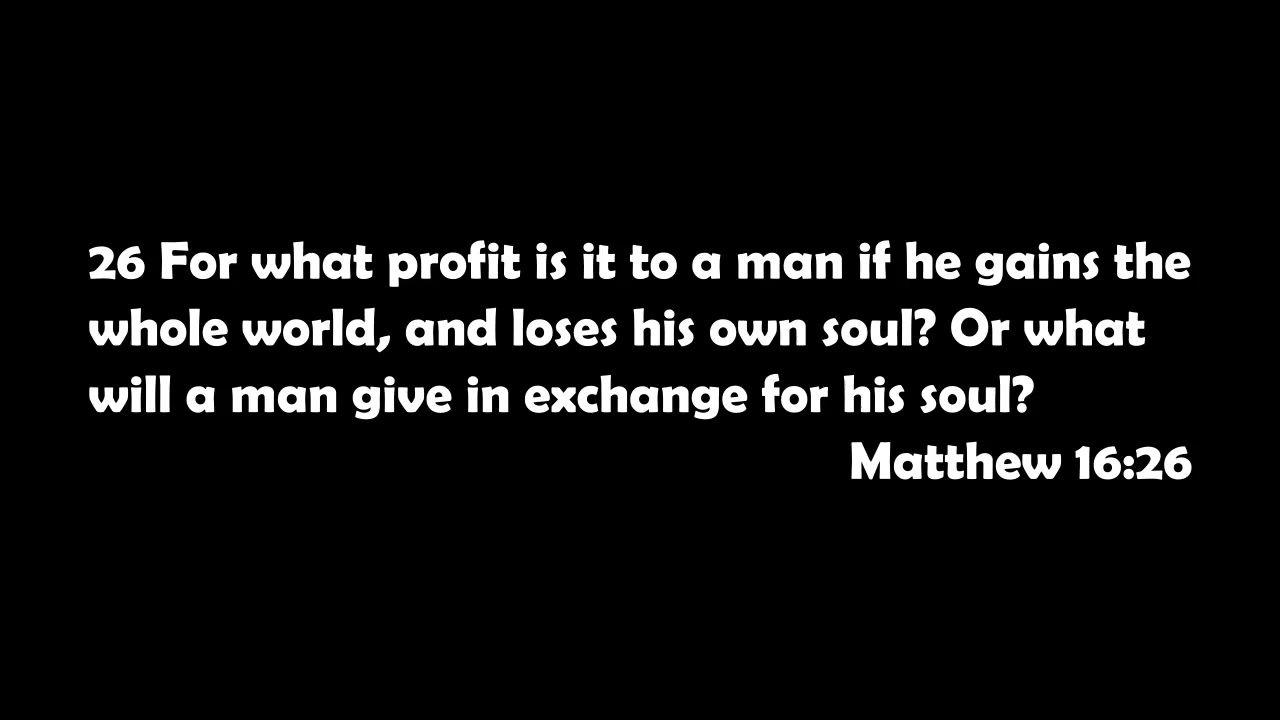 26 For what profit is it to a man if he gains the
whole world, and loses his own soul? Or what
will a man give in exchange for his soul?
Matthew 16:26